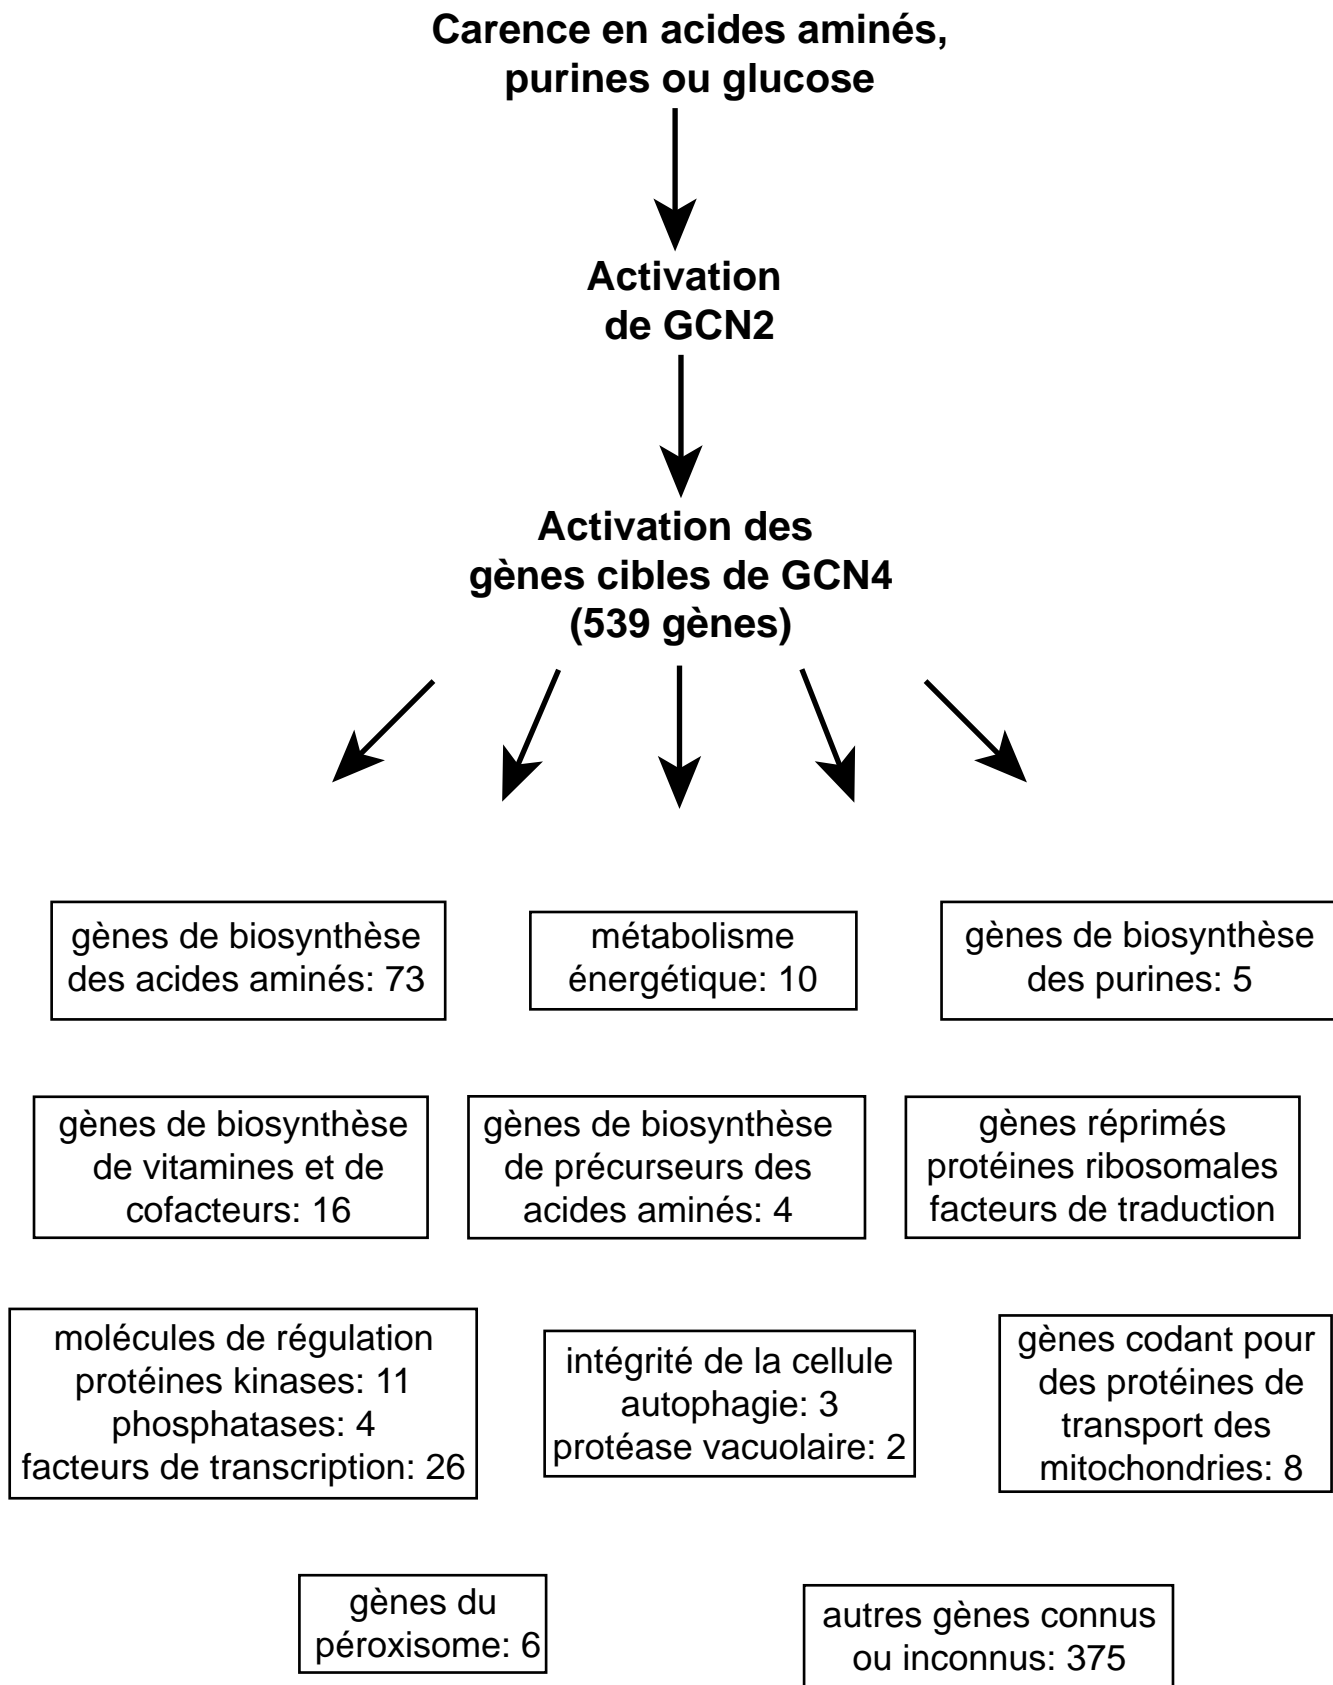 Carence en acides aminés,
purines ou glucose
Activation
de GCN2
Activation des
gènes cibles de GCN4
(539 gènes)
gènes de biosynthèse
des acides aminés: 73
métabolisme
énergétique: 10
gènes de biosynthèse
des purines: 5
gènes de biosynthèse
de vitamines et de
cofacteurs: 16
gènes de biosynthèse
de précurseurs des
acides aminés: 4
gènes réprimés
protéines ribosomales
facteurs de traduction
molécules de régulation
protéines kinases: 11
phosphatases: 4
facteurs de transcription: 26
intégrité de la cellule
autophagie: 3
protéase vacuolaire: 2
gènes codant pour
des protéines de
transport des
mitochondries: 8
gènes du
péroxisome: 6
autres gènes connus
ou inconnus: 375